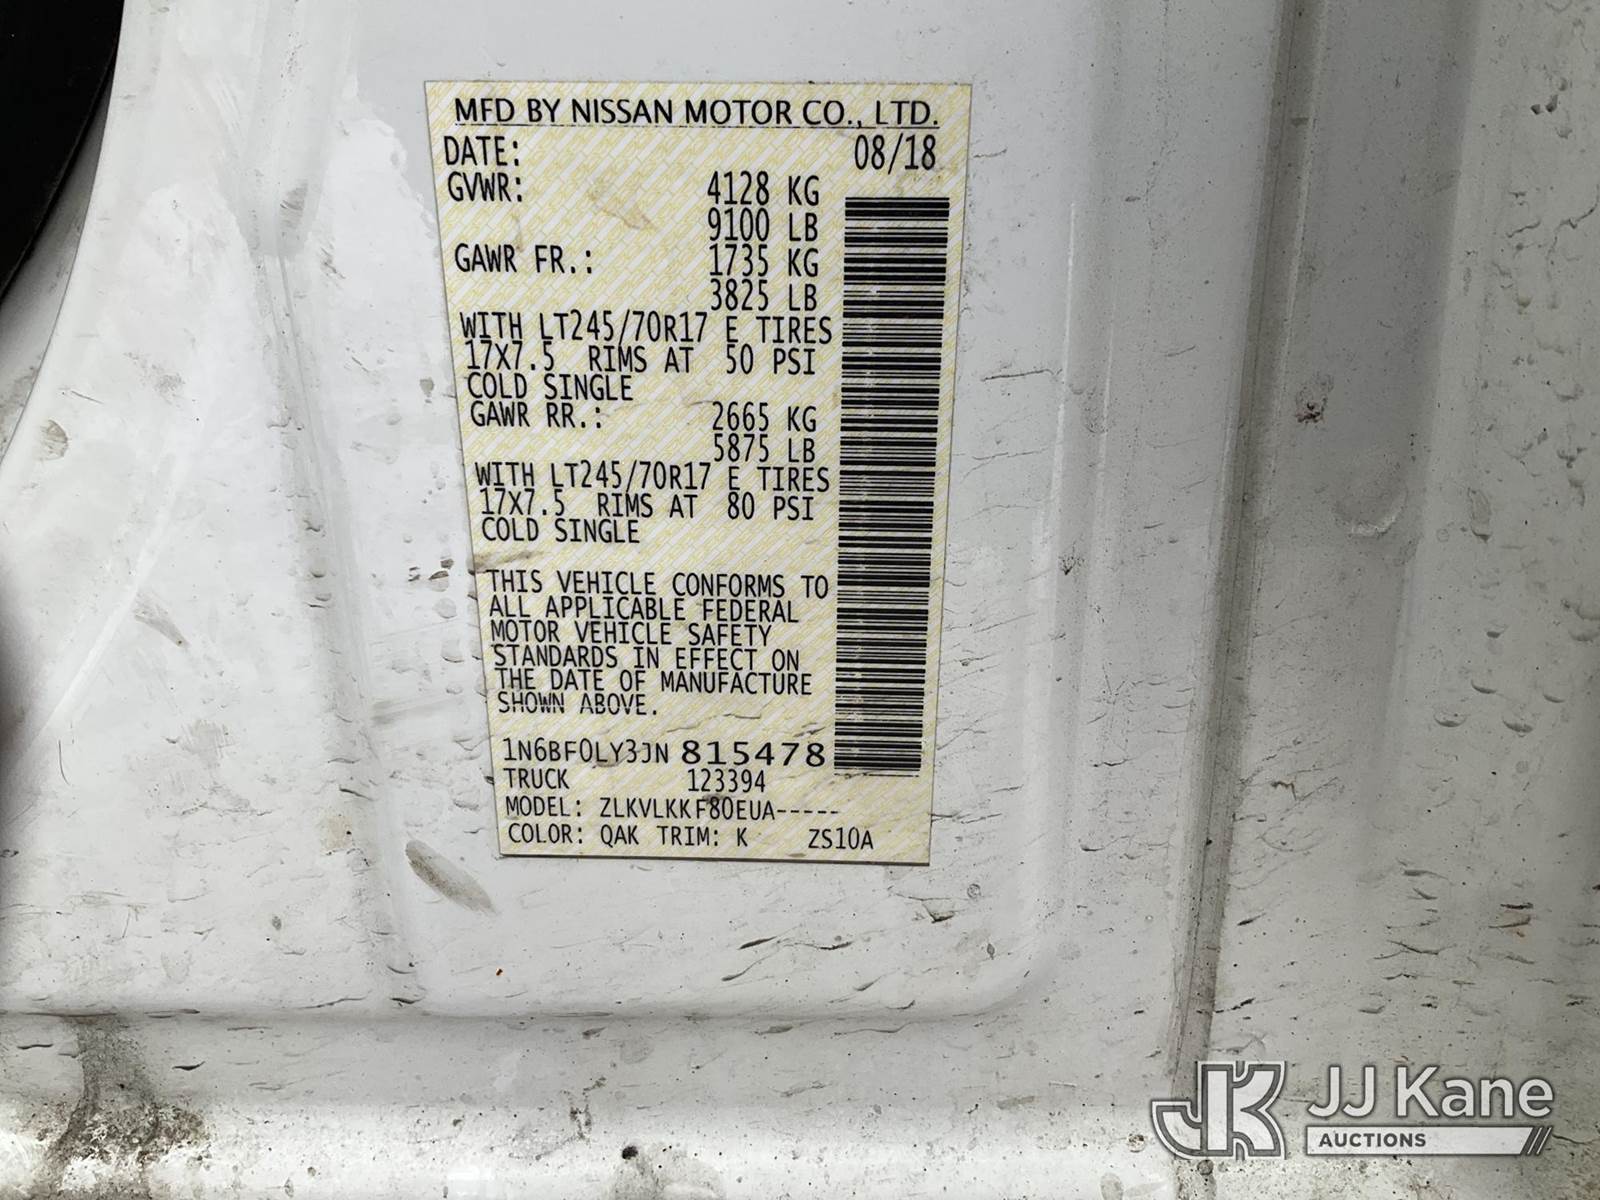 MFD BY NISSAN MOTOR CO., LTD.
DATE: 08/18
GVWR: 4128 KG
9100 LB
GAWR FR.: 1735 KG
3825 LB
WITH LT245/70R17 E TIRES
17X7.5 RIMS AT 50 PSI
COLD SINGLE
GAWR RR.: 2665 KG
5875 LB
WITH LT245/70R17 E TIRES
17X7.5 RIMS AT 80 PSI
COLD SINGLE
THIS VEHICLE CONFORMS TO
ALL APPLICABLE FEDERAL
MOTOR VEHICLE SAFETY
STANDARDS IN EFFECT ON
THE DATE OF MANUFACTURE
SHOWN ABOVE.
1N6BF0LY3JN 815478
TRUCK 123394
MODEL: ZLKVLKKF80EUA-----
COLOR: QAK TRIM: K ZS10A
JK JJ Kane
AUCTIONS